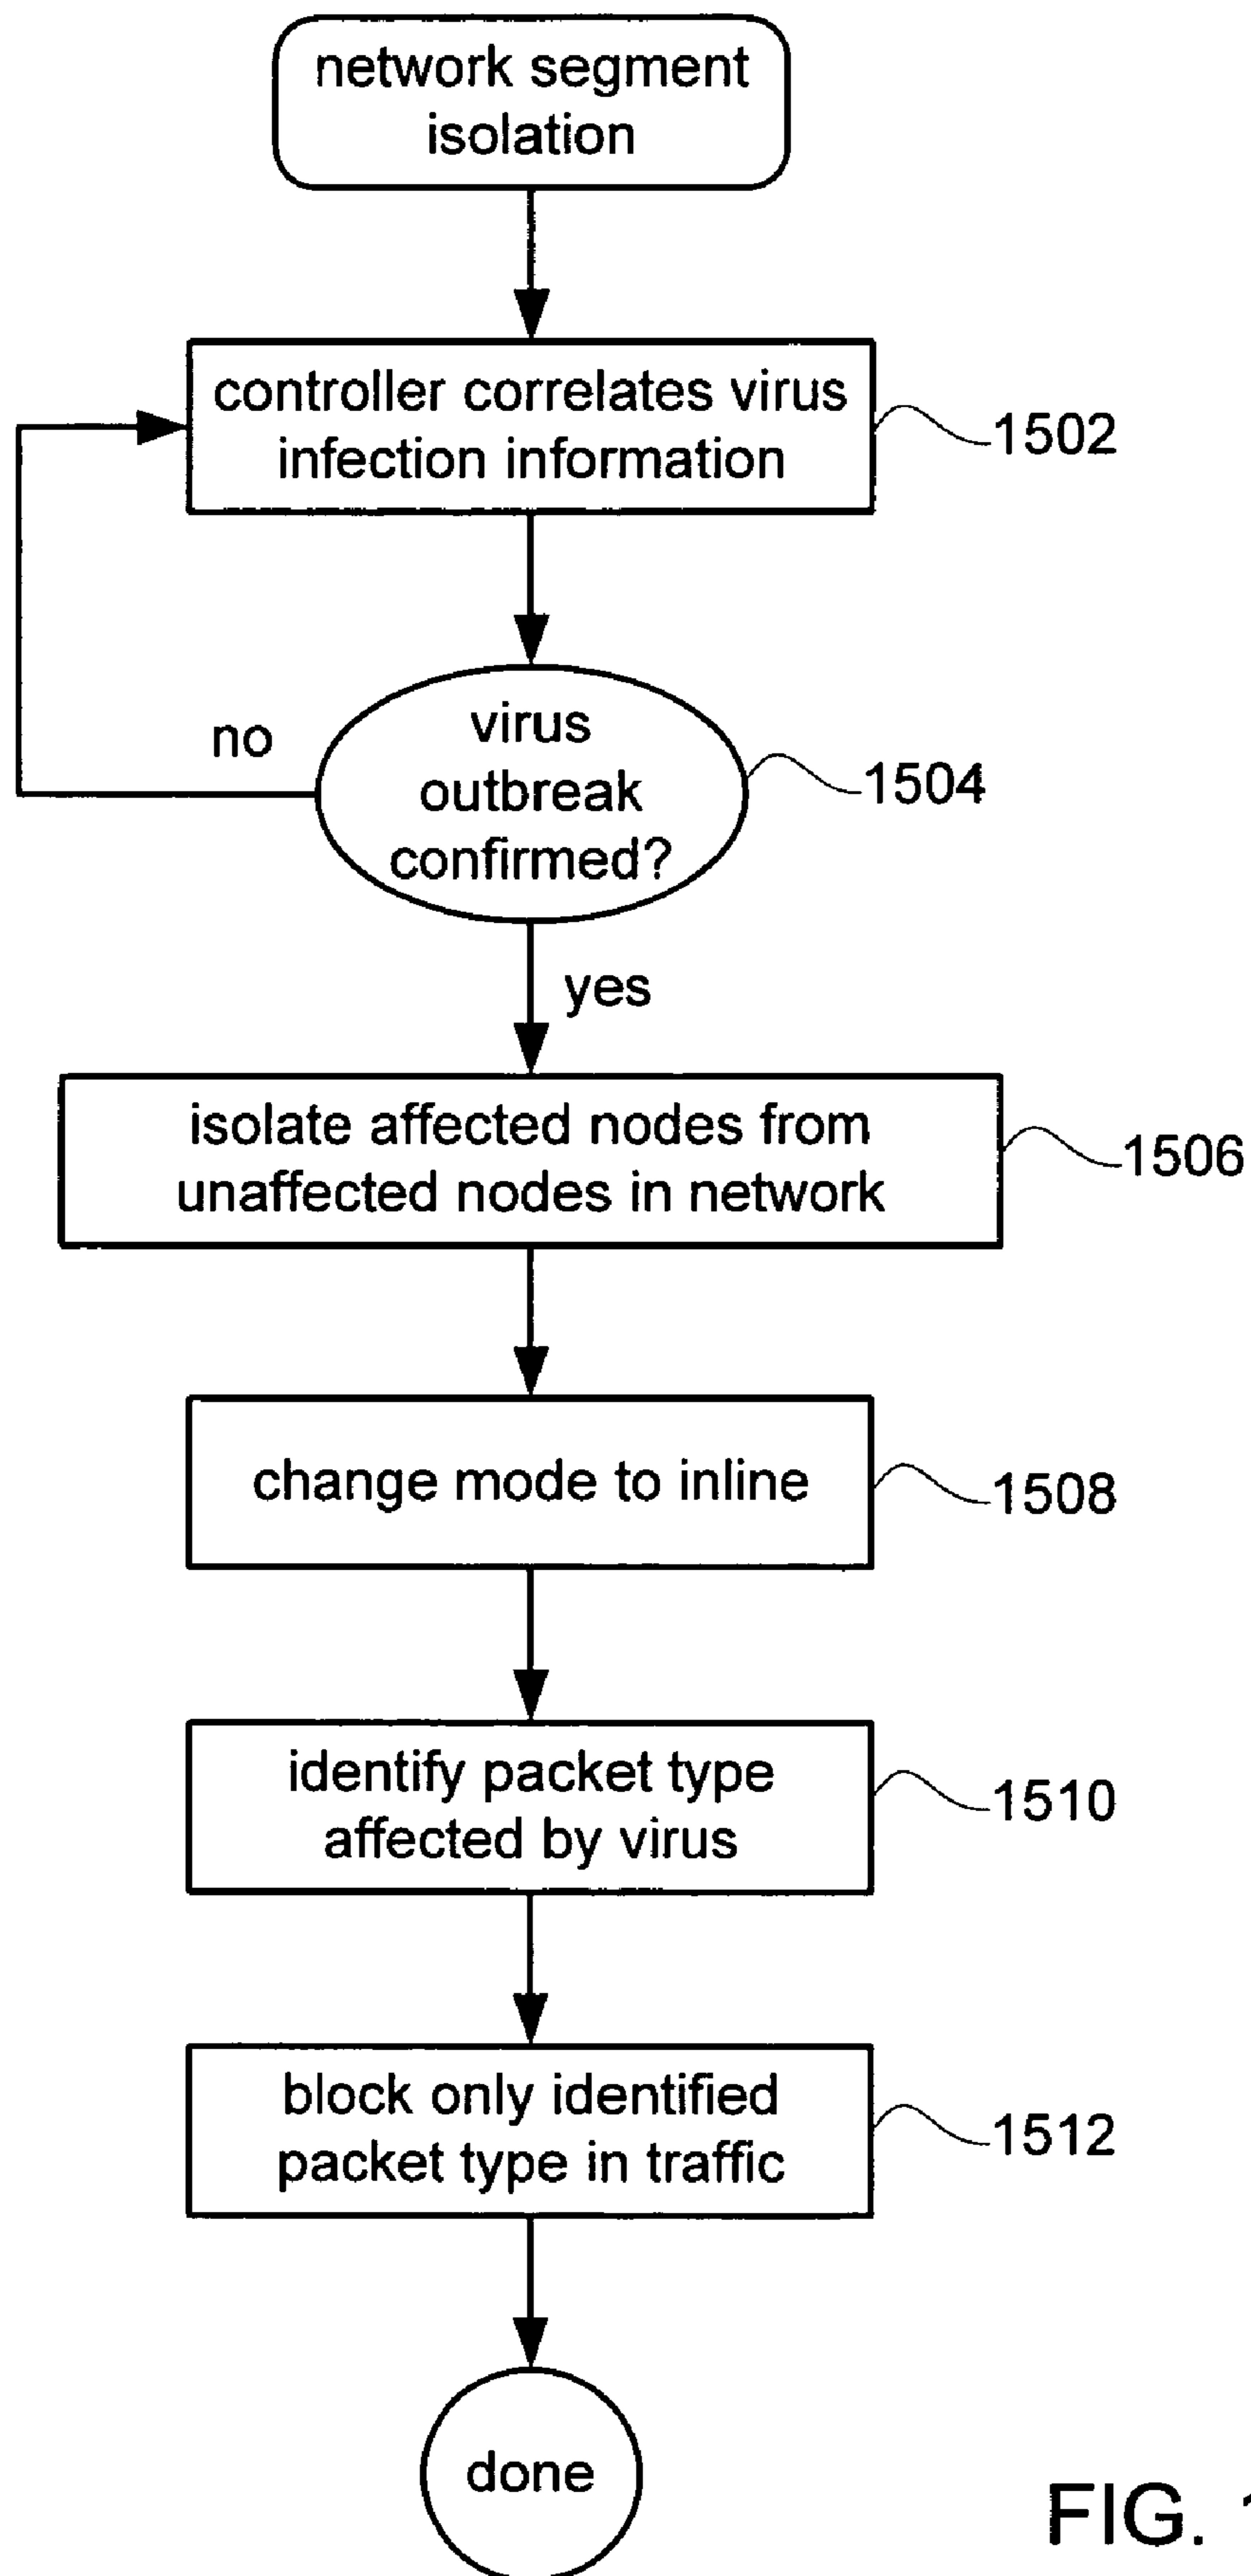 network segment
isolation
controller correlates virus
infection information
1502
no
virus
outbreak
confirmed?
1504
yes
isolate affected nodes from
unaffected nodes in network
1506
change mode to inline
1508
identify packet type
affected by virus
1510
block only identified
packet type in traffic
1512
done
FIG.